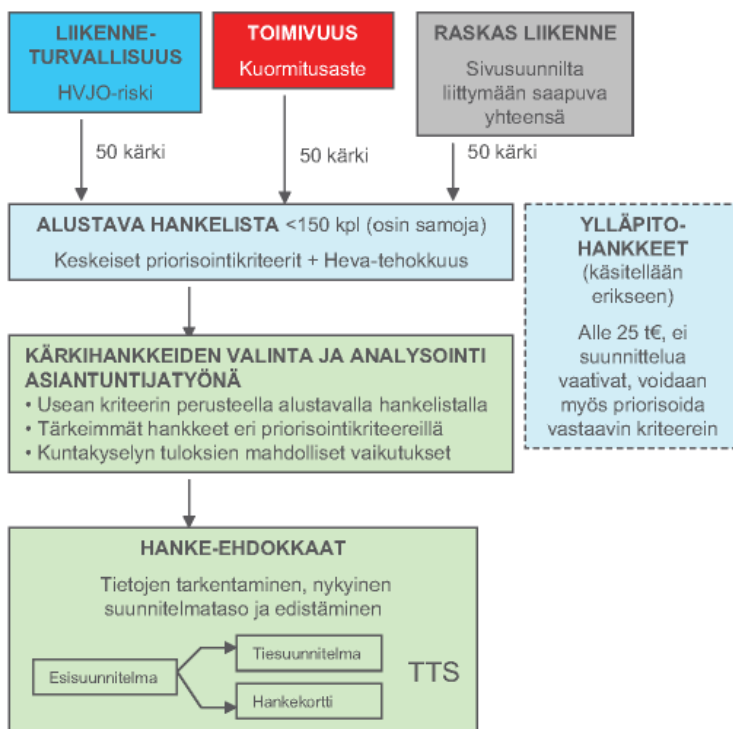 LIIKENNE-
TURVALLISUUS
HVJO-riski
TOIMIVUUS
Kuormitusaste
RASKAS LIIKENNE
Sivusuunnilta
liittymään saapuva
yhteensä
50 kärki
50 kärki
50 kärki
ALUSTAVA HANKELISTA <150 kpl (osin samoja)
Keskeiset priorisointikriteerit + Heva-tehokkuus
YLLÄPITO-
HANKKEET
(käsitellään
erikseen)
Alle 25 t€, ei
suunnittelua
vaativat, voidaan
myös priorisoida
vastaavin kriteerein
KÄRKIHANKKEIDEN VALINTA JA ANALYSOINTI
ASIANTUNTIJATYÖNÄ
• Usean kriteerin perusteella alustavalla hankelistalla
• Tärkeimmät hankkeet eri priorisointikriteereillä
• Kuntakyselyn tuloksien mahdolliset vaikutukset
HANKE-EHDOKKAAT
Tietojen tarkentaminen, nykyinen
suunnitelmataso ja edistäminen
Esisuunnitelma
Tiesuunnitelma
Hankekortti
TTS